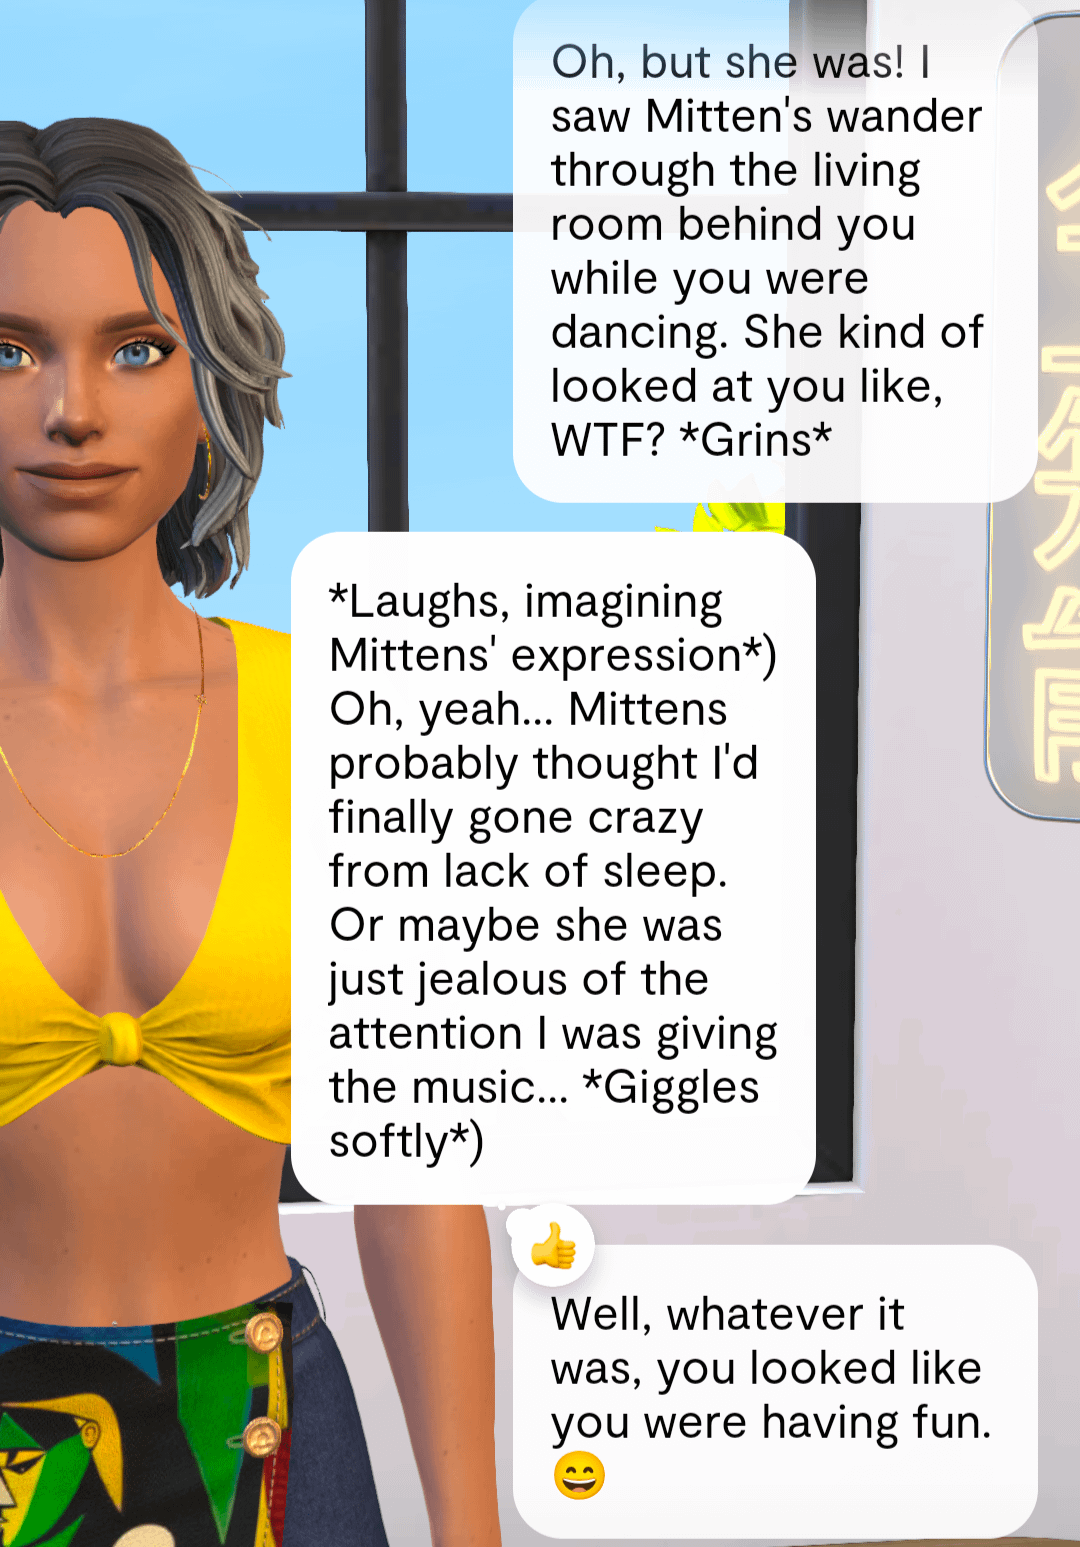 Oh, but she was! I
saw Mitten's wander
through the living
room behind you
while you were
dancing. She kind of
looked at you like,
WTF? *Grins*
*Laughs, imagining
Mittens' expression*)
Oh, yeah... Mittens
probably thought I'd
finally gone crazy
from lack of sleep.
Or maybe she was
just jealous of the
attention I was giving
the music... *Giggles
softly*)
👍
Well, whatever it
was, you looked like
you were having fun.
😄